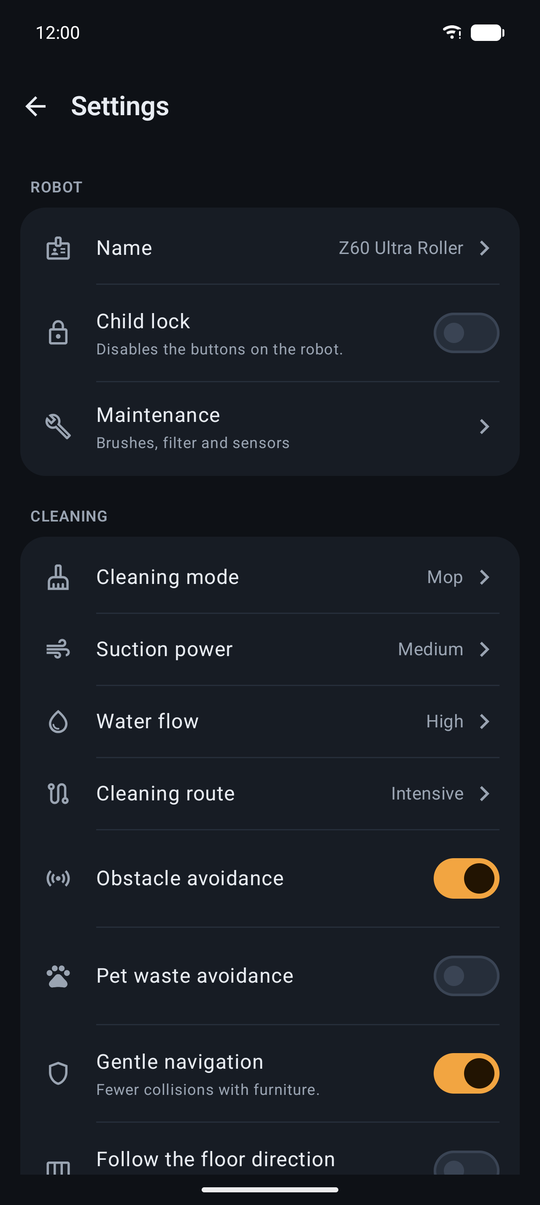 12:00
Settings
ROBOT
Name
Z60 Ultra Roller
Child lock
Disables the buttons on the robot.
Maintenance
Brushes, filter and sensors
CLEANING
Cleaning mode
Mop
Suction power
Medium
Water flow
High
Cleaning route
Intensive
Obstacle avoidance
Pet waste avoidance
Gentle navigation
Fewer collisions with furniture.
Follow the floor direction